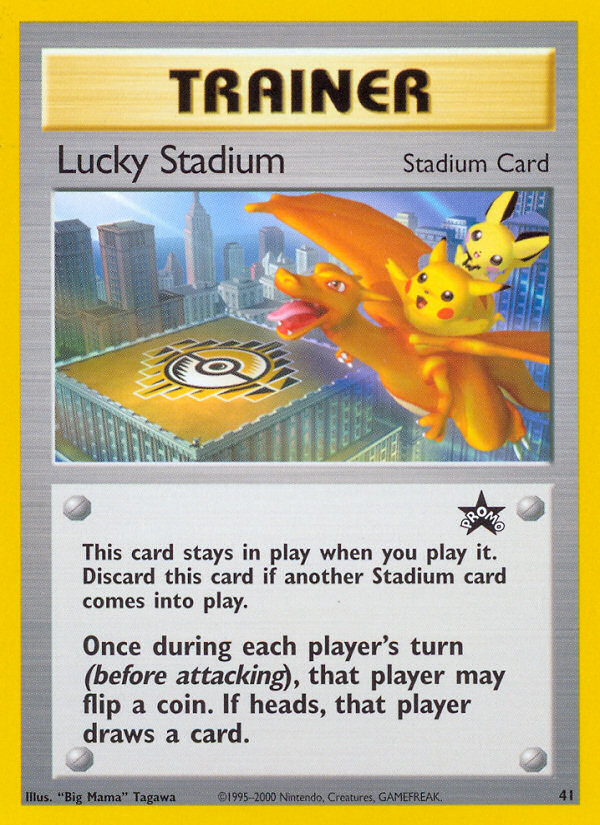 TRAINER
Lucky Stadium
Stadium Card
PROMO
This card stays in play when you play it.
Discard this card if another Stadium card
comes into play.
Once during each player's turn
(before attacking), that player may
flip a coin. If heads, that player
draws a card.
Illus. "Big Mama" Tagawa
©1995–2000 Nintendo, Creatures, GAMEFREAK.
41